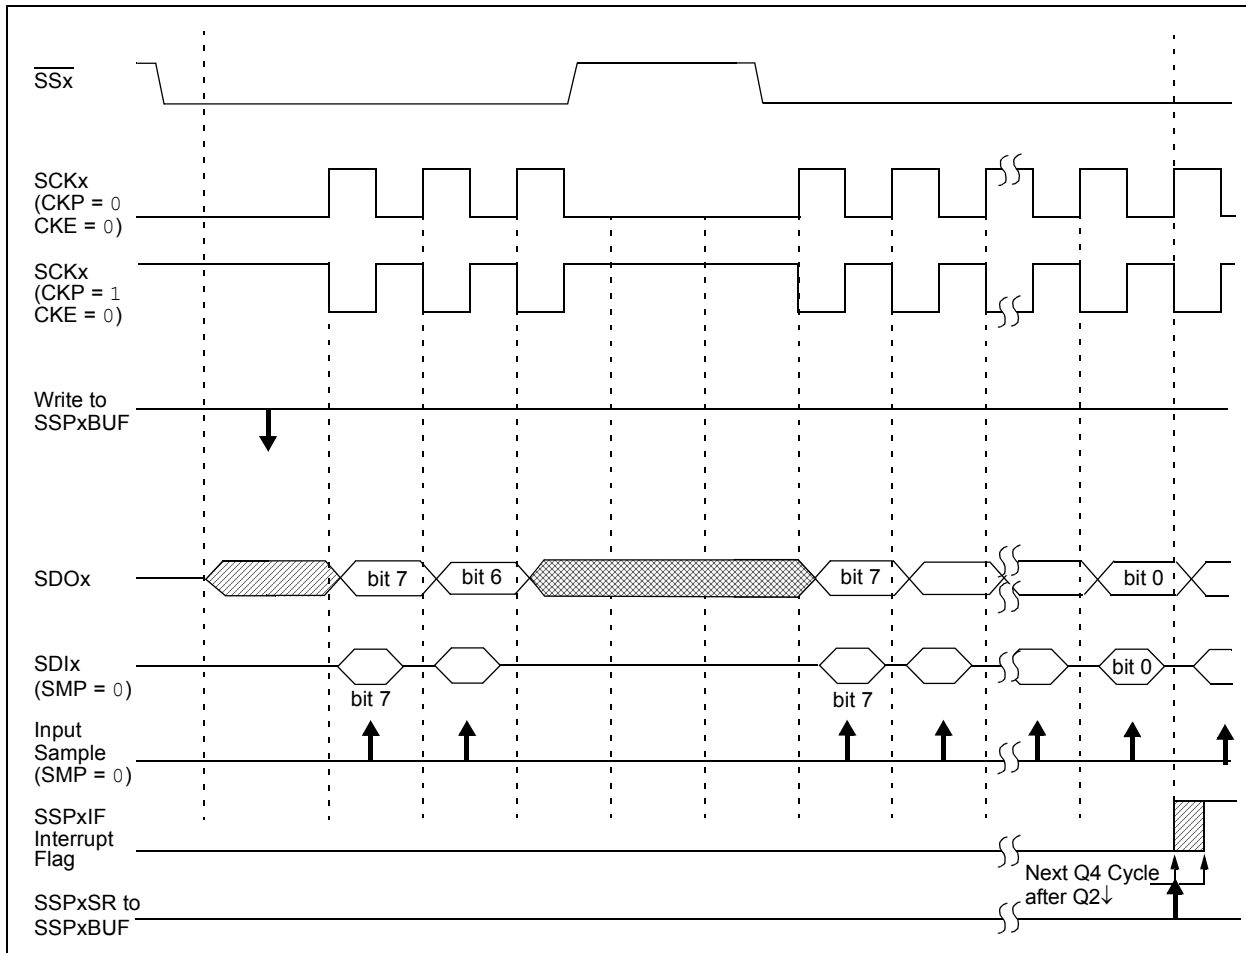 SSx
SCKx
(CKP = 0
CKE = 0)
SCKx
(CKP = 1
CKE = 0)
Write to
SSPxBUF
SDOx
bit 7
bit 6
bit 7
bit 0
SDIx
(SMP = 0)
bit 7
bit 7
bit 0
Input
Sample
(SMP = 0)
SSPxIF
Interrupt
Flag
Next Q4 Cycle
after Q2↓
SSPxSR to
SSPxBUF